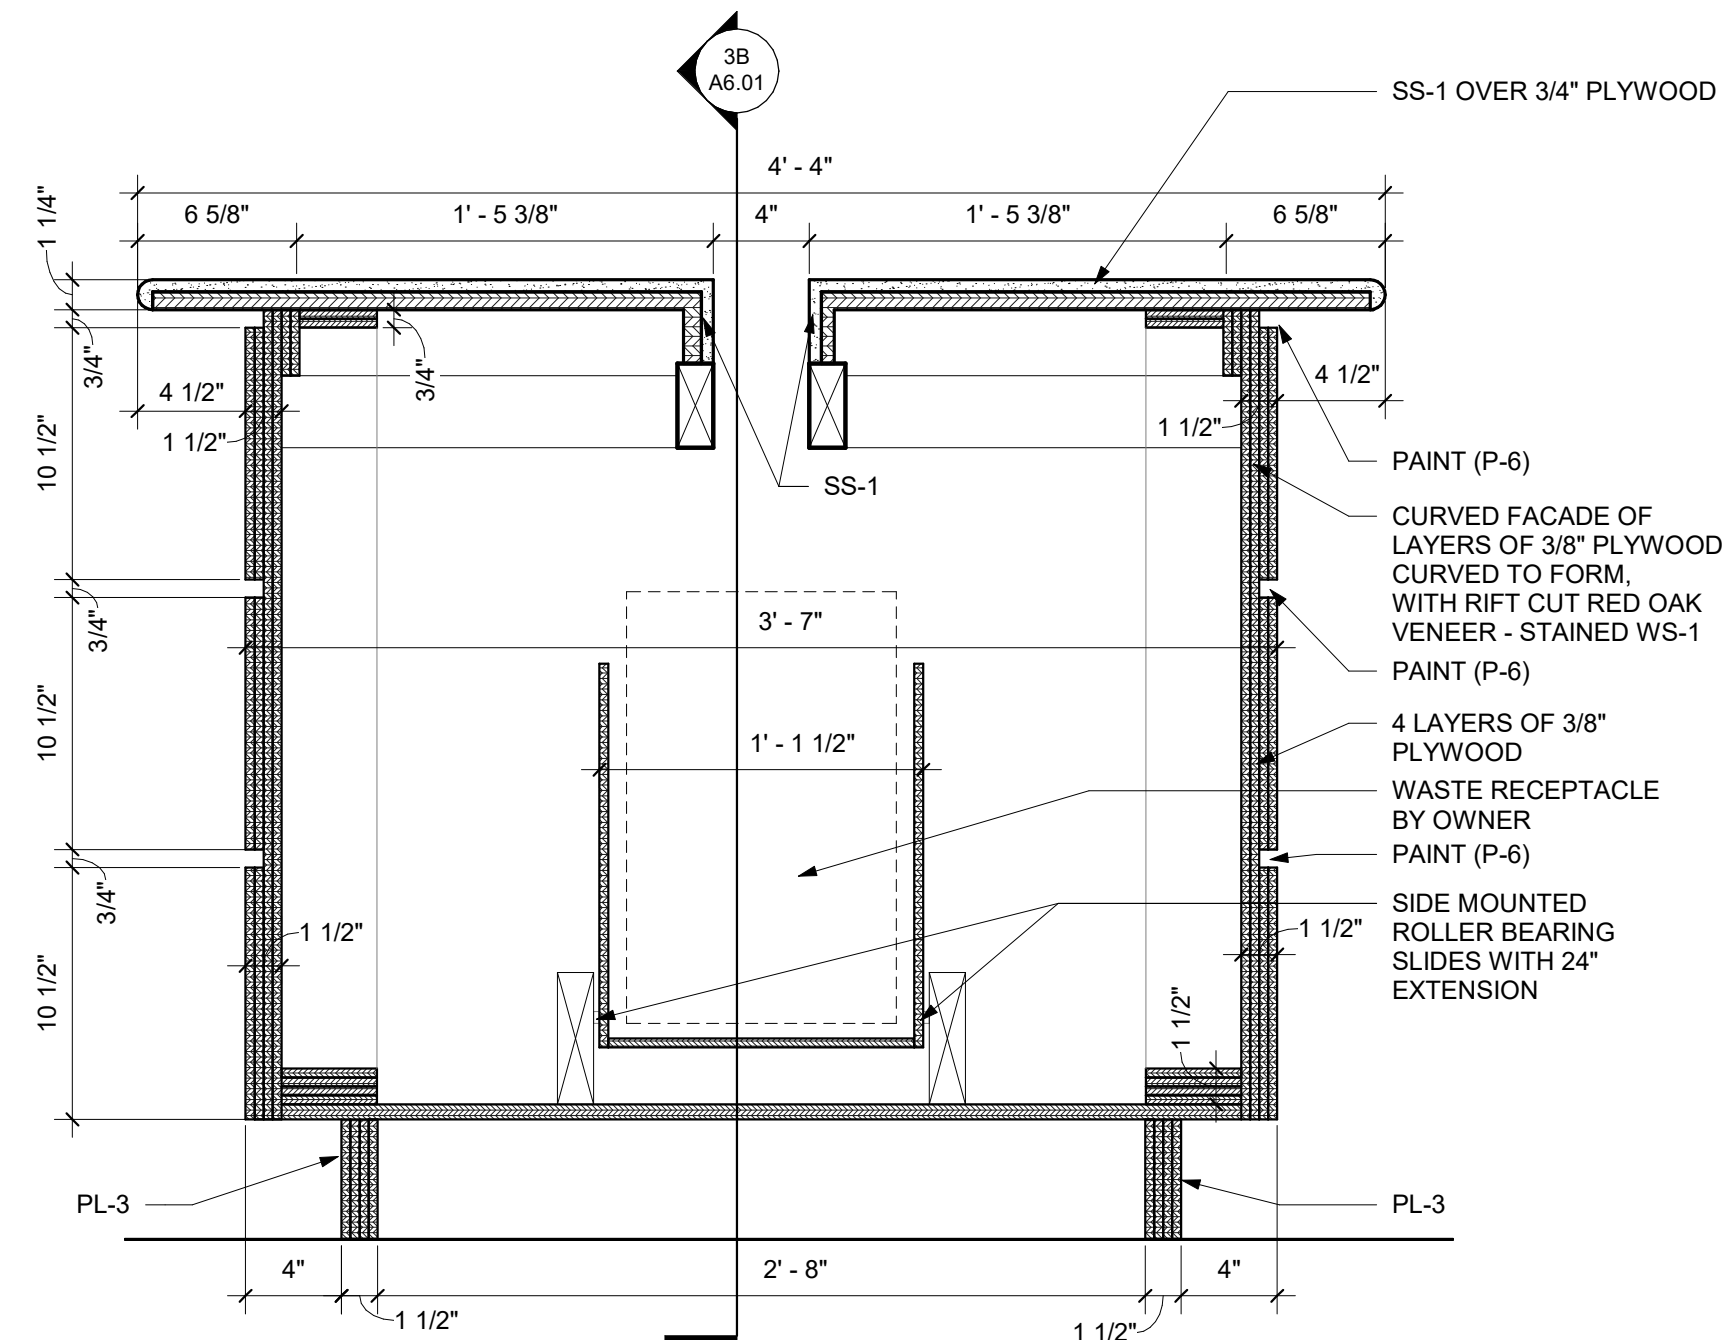 3B
A6.01
SS-1 OVER 3/4" PLYWOOD
4' - 4"
6 5/8"
1' - 5 3/8"
4"
1' - 5 3/8"
6 5/8"
1 1/4"
3/4"
3/4"
4 1/2"
4 1/2"
1 1/2"
1 1/2"
10 1/2"
SS-1
PAINT (P-6)
CURVED FACADE OF
LAYERS OF 3/8" PLYWOOD
CURVED TO FORM,
WITH RIFT CUT RED OAK
VENEER - STAINED WS-1
3/4"
3' - 7"
PAINT (P-6)
10 1/2"
1' - 1 1/2"
4 LAYERS OF 3/8"
PLYWOOD
WASTE RECEPTACLE
BY OWNER
PAINT (P-6)
3/4"
SIDE MOUNTED
ROLLER BEARING
SLIDES WITH 24"
EXTENSION
1 1/2"
1 1/2"
10 1/2"
1 1/2"
PL-3
PL-3
4"
2' - 8"
4"
1 1/2"
1 1/2"